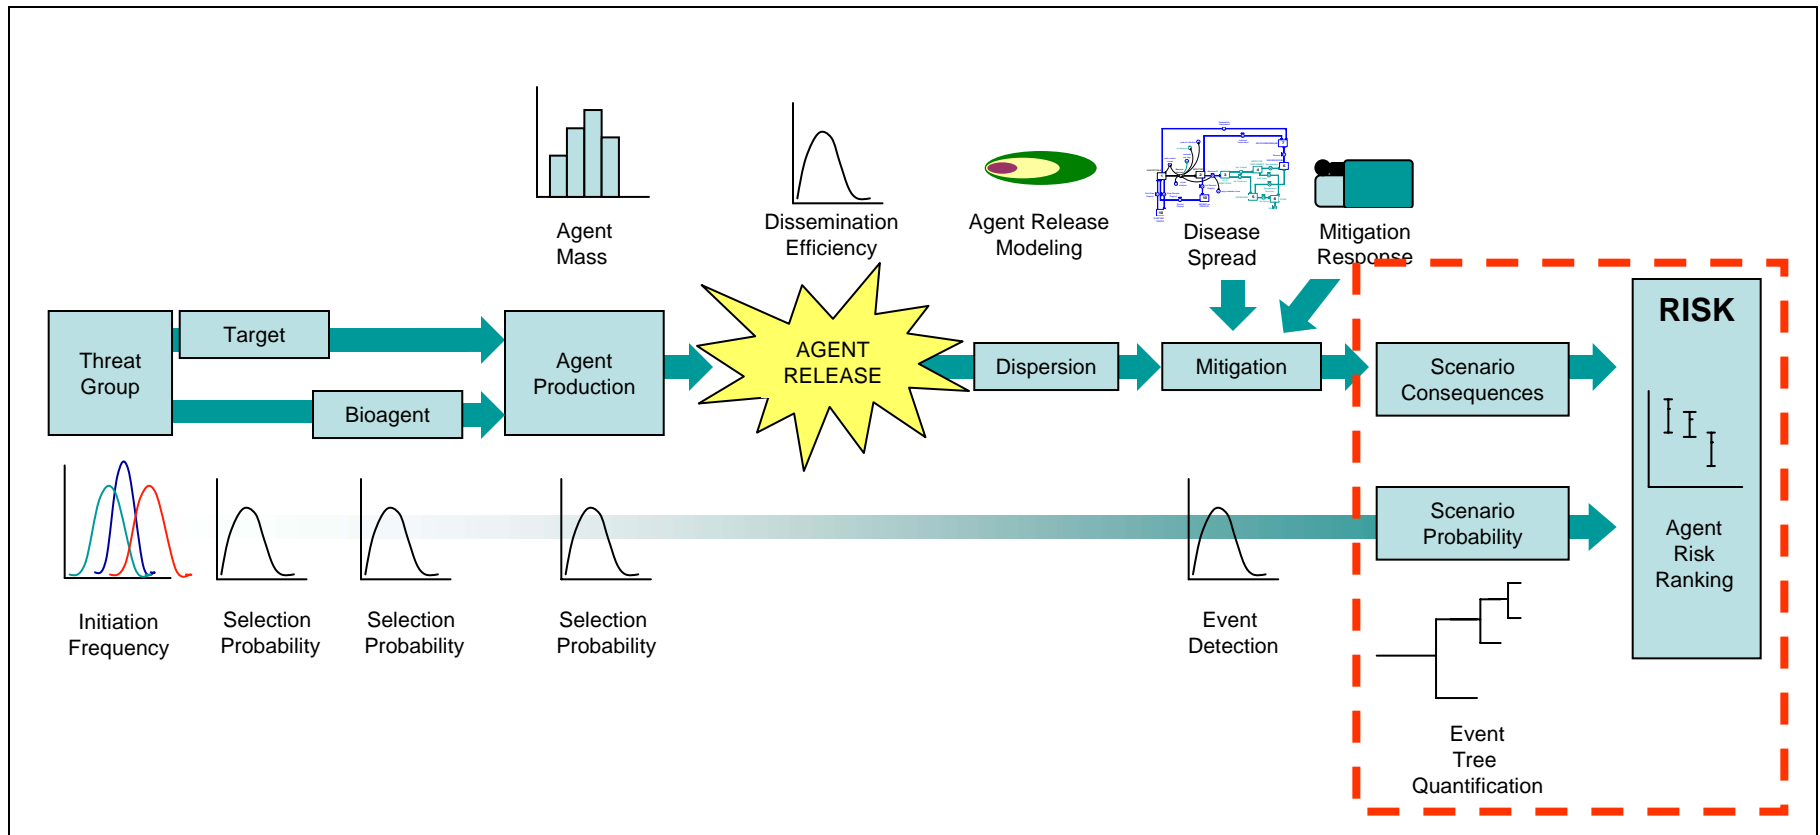 Agent
Mass
Dissemination
Efficiency
Agent Release
Modeling
Disease
Spread
Mitigation
Response
Threat
Group
Target
Bioagent
Agent
Production
AGENT
RELEASE
Dispersion
Mitigation
Scenario
Consequences
RISK
Scenario
Probability
Agent
Risk
Ranking
Initiation
Frequency
Selection
Probability
Selection
Probability
Selection
Probability
Event
Detection
Event
Tree
Quantification